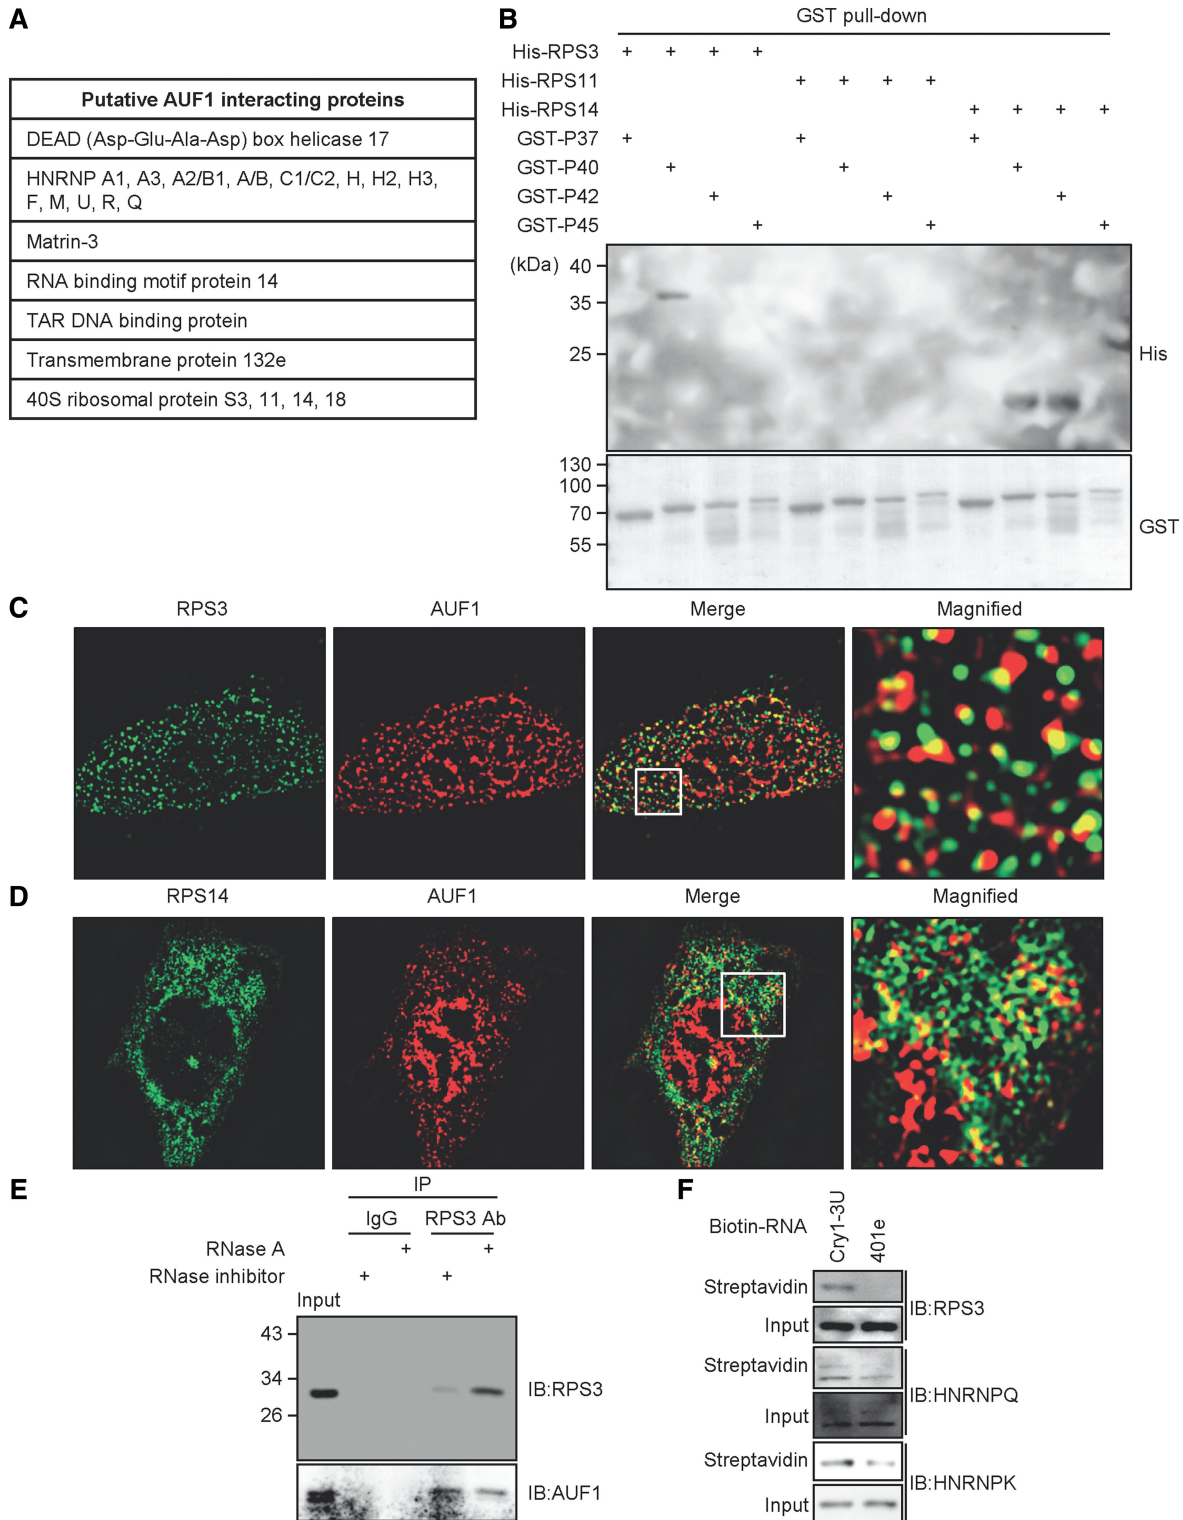 A
Putative AUF1 interacting proteins
DEAD (Asp-Glu-Ala-Asp) box helicase 17
HNRNP A1, A3, A2/B1, A/B, C1/C2, H, H2, H3,
F, M, U, R, Q
Matrin-3
RNA binding motif protein 14
TAR DNA binding protein
Transmembrane protein 132e
40S ribosomal protein S3, 11, 14, 18
B
GST pull-down
His-RPS3 + + + +
His-RPS11 + + + +
His-RPS14 + + + +
GST-P37 + + +
GST-P40 + + +
GST-P42 + + +
GST-P45 + + +
(kDa) 40
35
25
His
130
100
70
55
GST
C
RPS3 AUF1 Merge Magnified
D
RPS14 AUF1 Merge Magnified
E
IP
IgG RPS3 Ab
RNase A + +
RNase inhibitor + +
Input
43
34
26
IB:RPS3
IB:AUF1
F
Biotin-RNA Cry1-3U 401e
Streptavidin
Input
IB:RPS3
Streptavidin
Input
IB:HNRNPQ
Streptavidin
Input
IB:HNRNPK